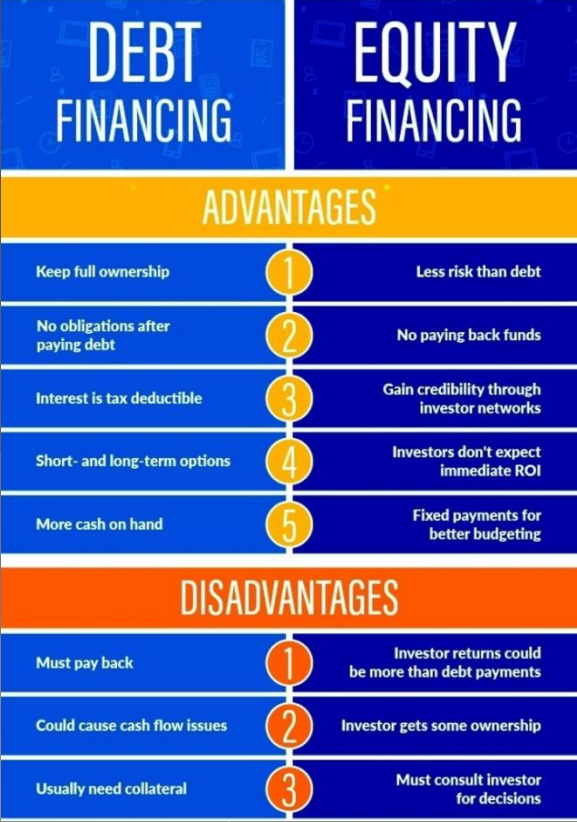 DEBT
FINANCING
EQUITY
FINANCING
ADVANTAGES
Keep full ownership
1
Less risk than debt
No obligations after
paying debt
2
No paying back funds
Interest is tax deductible
3
Gain credibility through
investor networks
Short- and long-term options
4
Investors don't expect
immediate ROI
More cash on hand
5
Fixed payments for
better budgeting
DISADVANTAGES
Must pay back
1
Investor returns could
be more than debt payments
Could cause cash flow issues
2
Investor gets some ownership
Usually need collateral
3
Must consult investor
for decisions